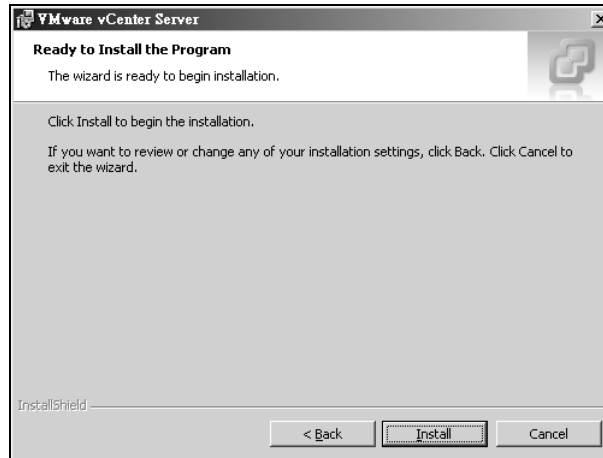 VMware vCenter Server
Ready to Install the Program
The wizard is ready to begin installation.
Click Install to begin the installation.
If you want to review or change any of your installation settings, click Back. Click Cancel to
exit the wizard.
InstallShield
< Back
Install
Cancel